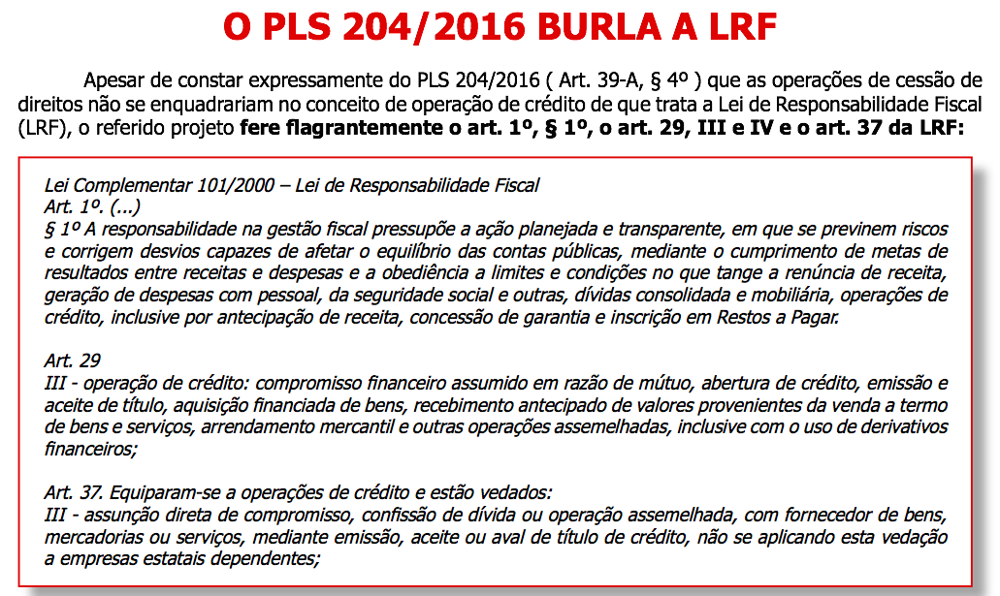 O PLS 204/2016 BURLA A LRF
Apesar de constar expressamente do PLS 204/2016 ( Art. 39-A, § 4º ) que as operações de cessão de
direitos não se enquadrariam no conceito de operação de crédito de que trata a Lei de Responsabilidade Fiscal
(LRF), o referido projeto fere flagrantemente o art. 1º, § 1º, o art. 29, III e IV e o art. 37 da LRF:
Lei Complementar 101/2000 – Lei de Responsabilidade Fiscal
Art. 1º. (...)
§ 1º A responsabilidade na gestão fiscal pressupõe a ação planejada e transparente, em que se previnem riscos
e corrigem desvios capazes de afetar o equilíbrio das contas públicas, mediante o cumprimento de metas de
resultados entre receitas e despesas e a obediência a limites e condições no que tange a renúncia de receita,
geração de despesas com pessoal, da seguridade social e outras, dívidas consolidada e mobiliária, operações de
crédito, inclusive por antecipação de receita, concessão de garantia e inscrição em Restos a Pagar.
Art. 29
III - operação de crédito: compromisso financeiro assumido em razão de mútuo, abertura de crédito, emissão e
aceite de título, aquisição financiada de bens, recebimento antecipado de valores provenientes da venda a termo
de bens e serviços, arrendamento mercantil e outras operações assemelhadas, inclusive com o uso de derivativos
financeiros;
Art. 37. Equiparam-se a operações de crédito e estão vedados:
III - assunção direta de compromisso, confissão de dívida ou operação assemelhada, com fornecedor de bens,
mercadorias ou serviços, mediante emissão, aceite ou aval de título de crédito, não se aplicando esta vedação
a empresas estatais dependentes;